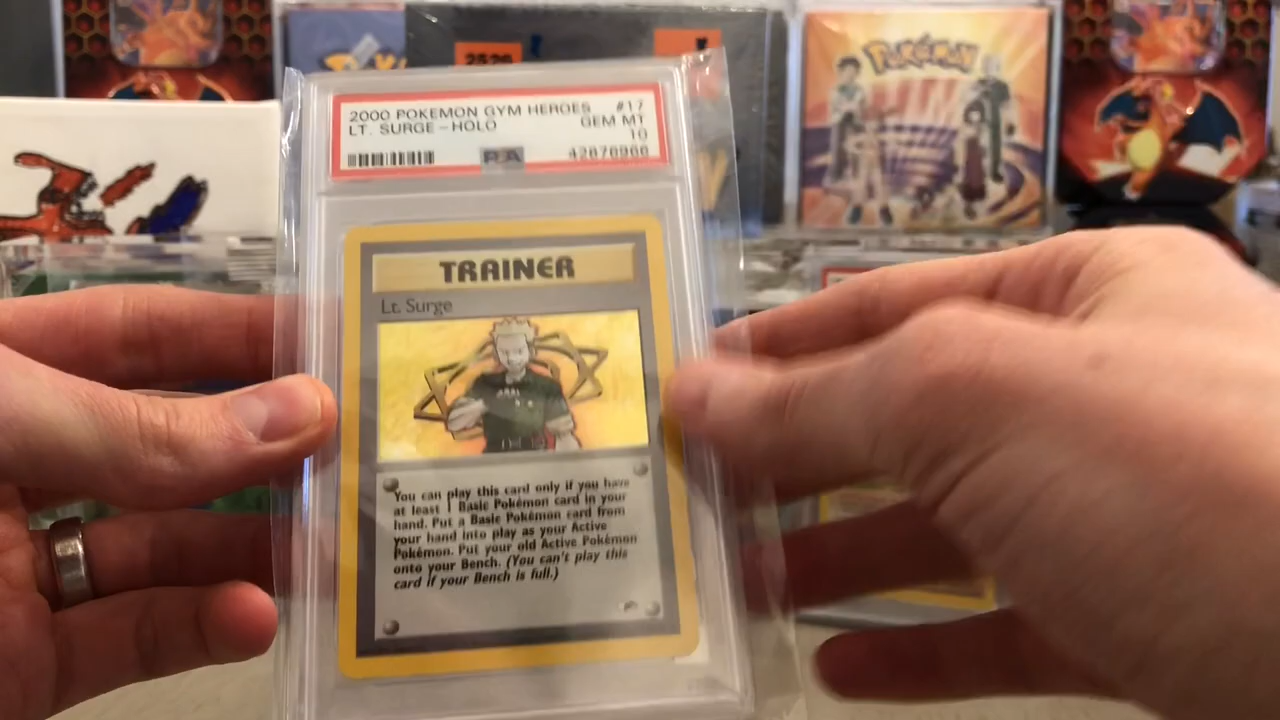 2526
POKéMON
2000 POKEMON GYM HEROES #17
LT. SURGE-HOLO GEM MT
10
PSA 42876960
TRAINER
Lt. Surge
You can play this card only if you have
at least 1 Basic Pokémon card in your
hand. Put a Basic Pokémon card from
your hand into play as your Active
Pokémon. Put your old Active Pokémon
onto your Bench. (You can't play this
card if your Bench is full.)